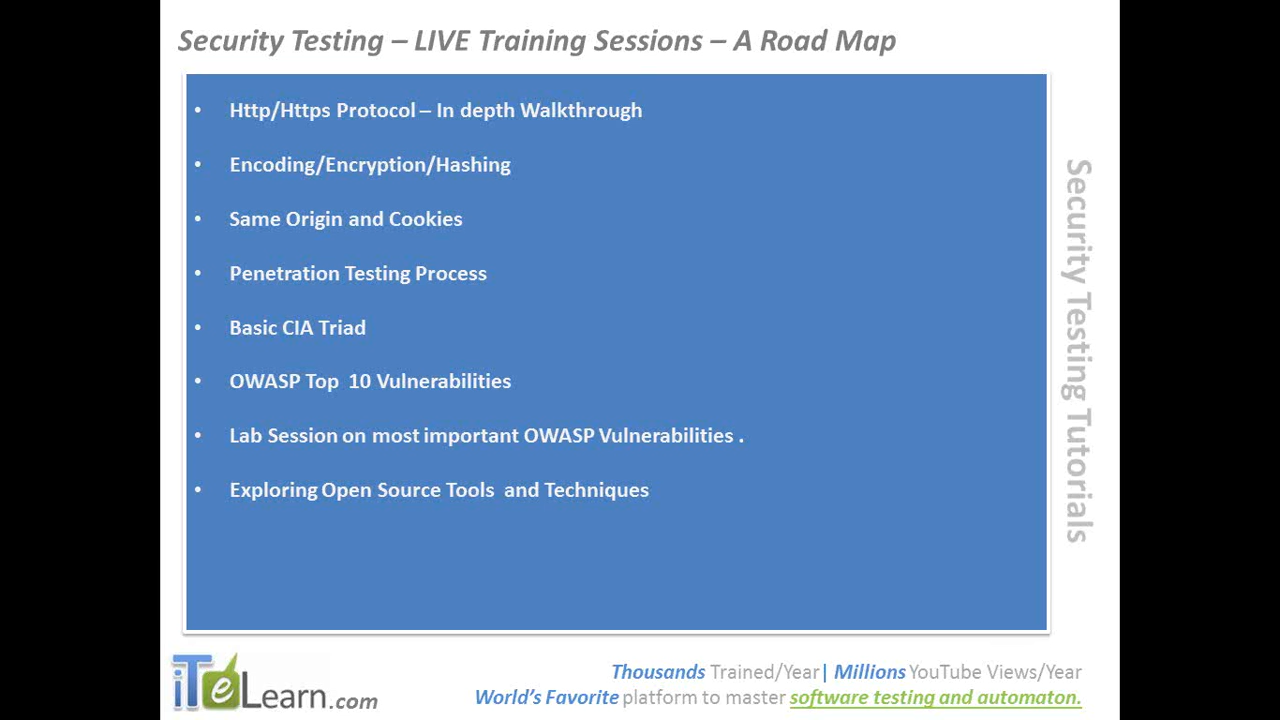 Security Testing – LIVE Training Sessions – A Road Map
• Http/Https Protocol – In depth Walkthrough
• Encoding/Encryption/Hashing
• Same Origin and Cookies
• Penetration Testing Process
• Basic CIA Triad
• OWASP Top 10 Vulnerabilities
• Lab Session on most important OWASP Vulnerabilities .
• Exploring Open Source Tools and Techniques
Security Testing Tutorials
iTeLearn.com
Thousands Trained/Year| Millions YouTube Views/Year
World's Favorite platform to master software testing and automaton.